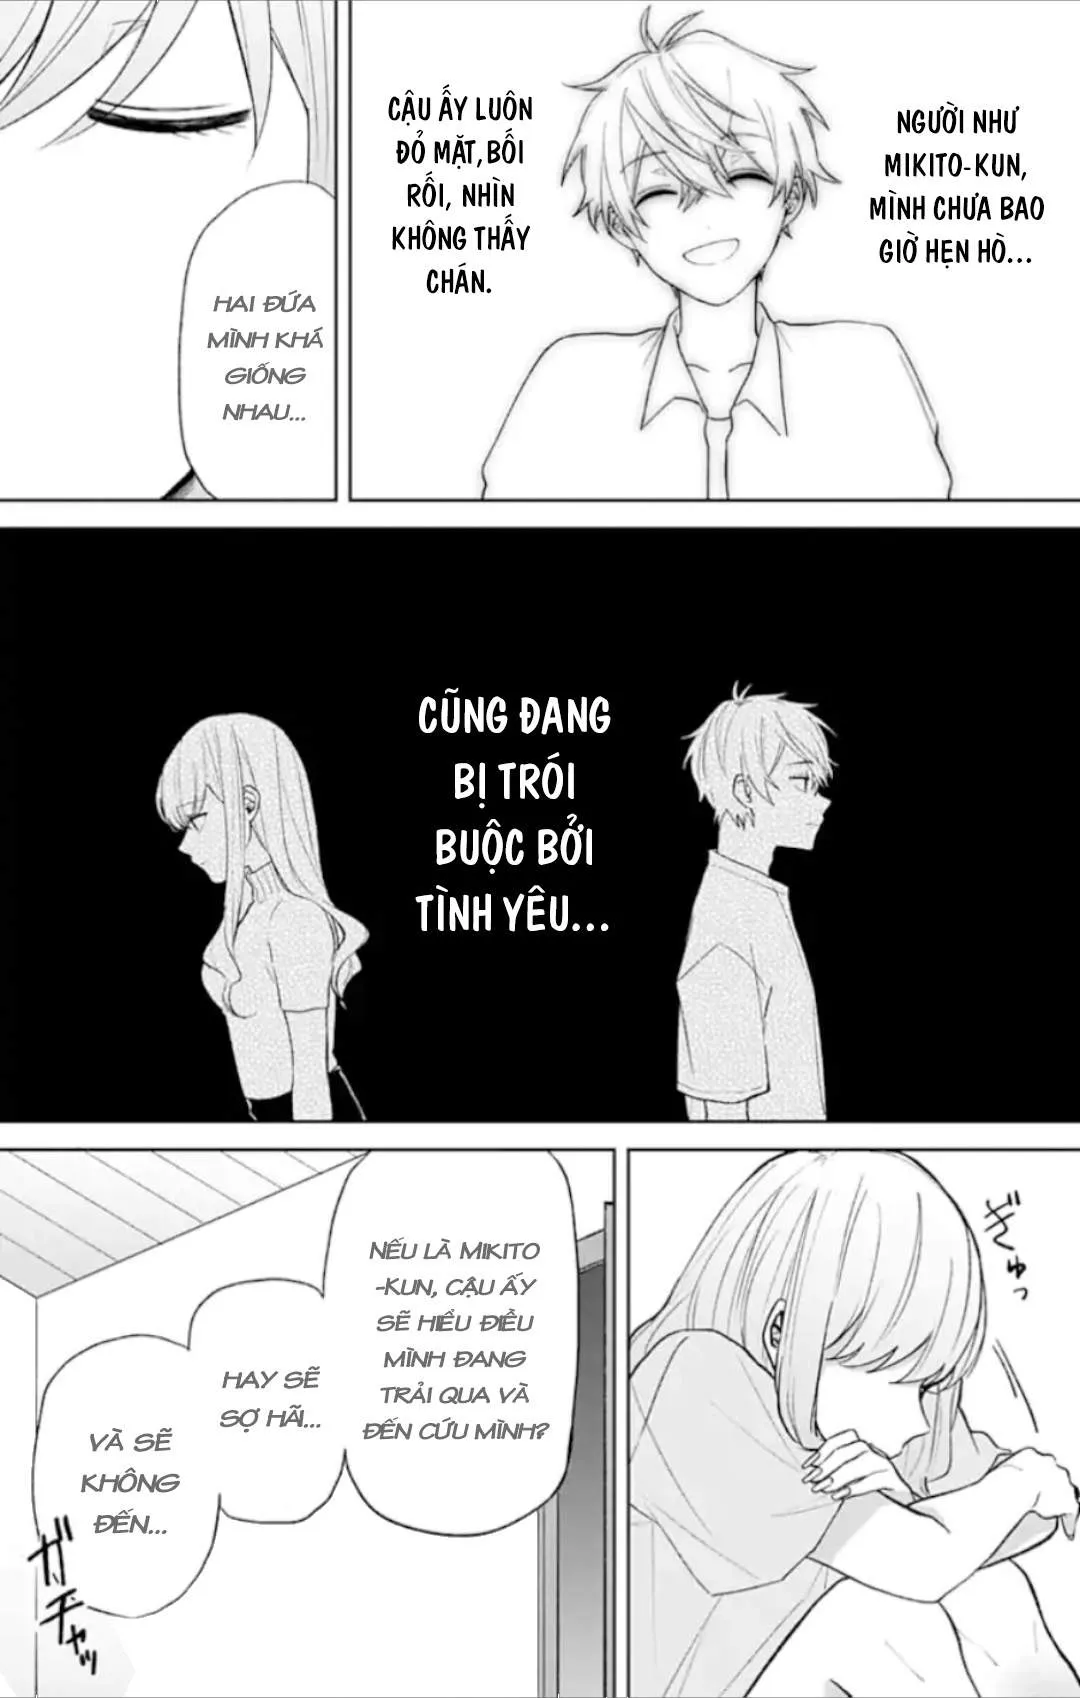 NGƯỜI NHƯ
MIKITO-KUN,
MÌNH CHƯA BAO
GIỜ HẸN HÒ...
CẬU ẤY LUÔN
ĐỎ MẶT, BỐI
RỐI, NHÌN
KHÔNG THẤY
CHÁN.
HAI ĐỨA
MÌNH KHÁ
GIỐNG
NHAU...
CŨNG ĐANG
BỊ TRÓI
BUỘC BỞI
TÌNH YÊU...
ぎゅっ
NẾU LÀ MIKITO
-KUN, CẬU ẤY
SẼ HIỂU ĐIỀU
MÌNH ĐANG
TRẢI QUA VÀ
ĐẾN CỨU MÌNH?
HAY SẼ
SỢ HÃI...
VÀ SẼ
KHÔNG
ĐẾN...
ガチャッ